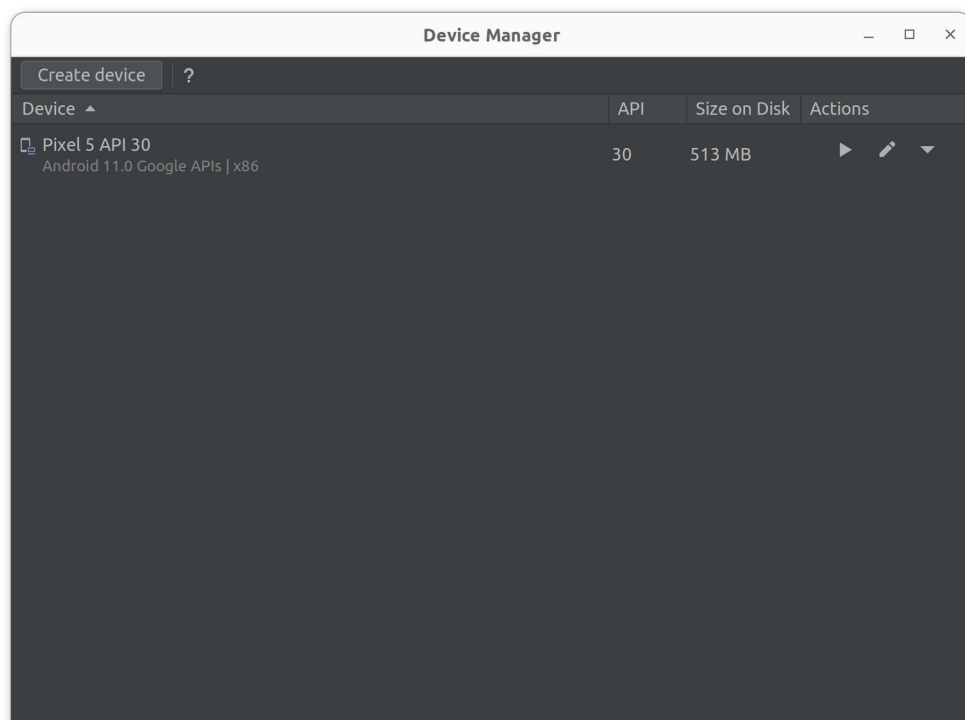 Device Manager
Create device ?
Device API Size on Disk Actions
Pixel 5 API 30
Android 11.0 Google APIs | x86
30 513 MB